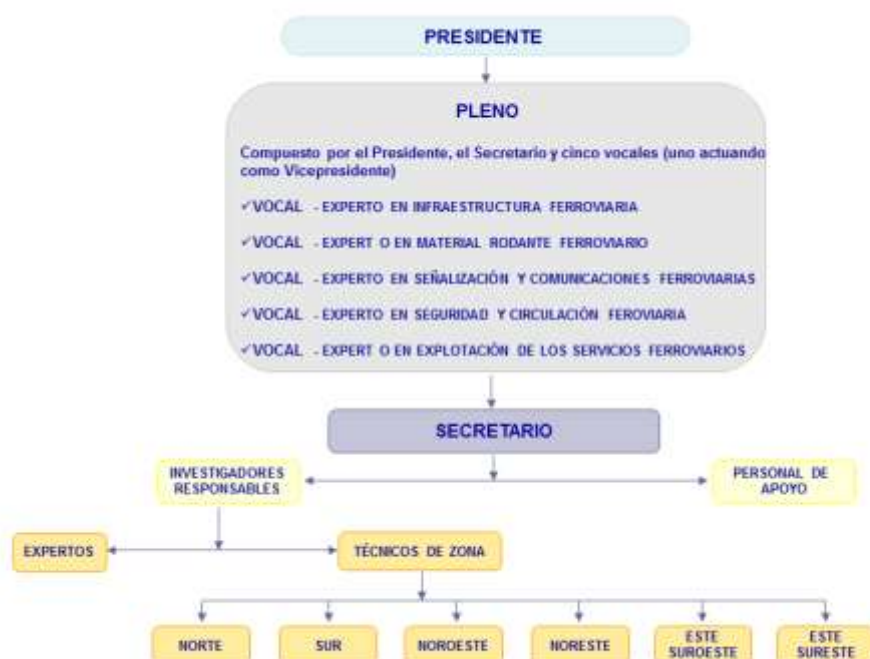 PRESIDENTE
PLENO
Compuesto por el Presidente, el Secretario y cinco vocales (uno actuando
como Vicepresidente)
✓VOCAL - EXPERTO EN INFRAESTRUCTURA FERROVIARIA
✓VOCAL - EXPERT O EN MATERIAL RODANTE FERROVIARIO
✓VOCAL - EXPERTO EN SEÑALIZACIÓN Y COMUNICACIONES FERROVIARIAS
✓VOCAL - EXPERTO EN SEGURIDAD Y CIRCULACIÓN FEROVIARIA
✓VOCAL - EXPERT O EN EXPLOTACIÓN DE LOS SERVICIOS FERROVIARIOS
SECRETARIO
INVESTIGADORES
RESPONSABLES
PERSONAL DE
APOYO
EXPERTOS
TÉCNICOS DE ZONA
NORTE
SUR
NOROESTE
NORESTE
ESTE
SUROESTE
ESTE
SURESTE